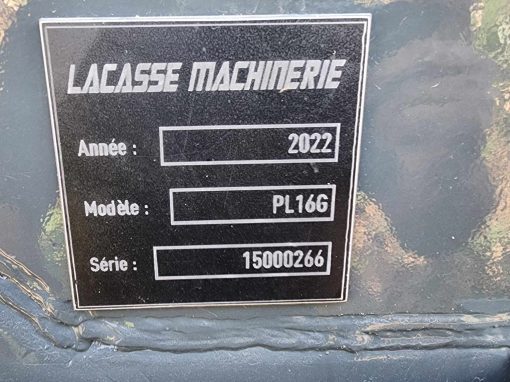 LACASSE MACHINERIE
Année : 2022
Modèle : PL16G
Série : 15000266